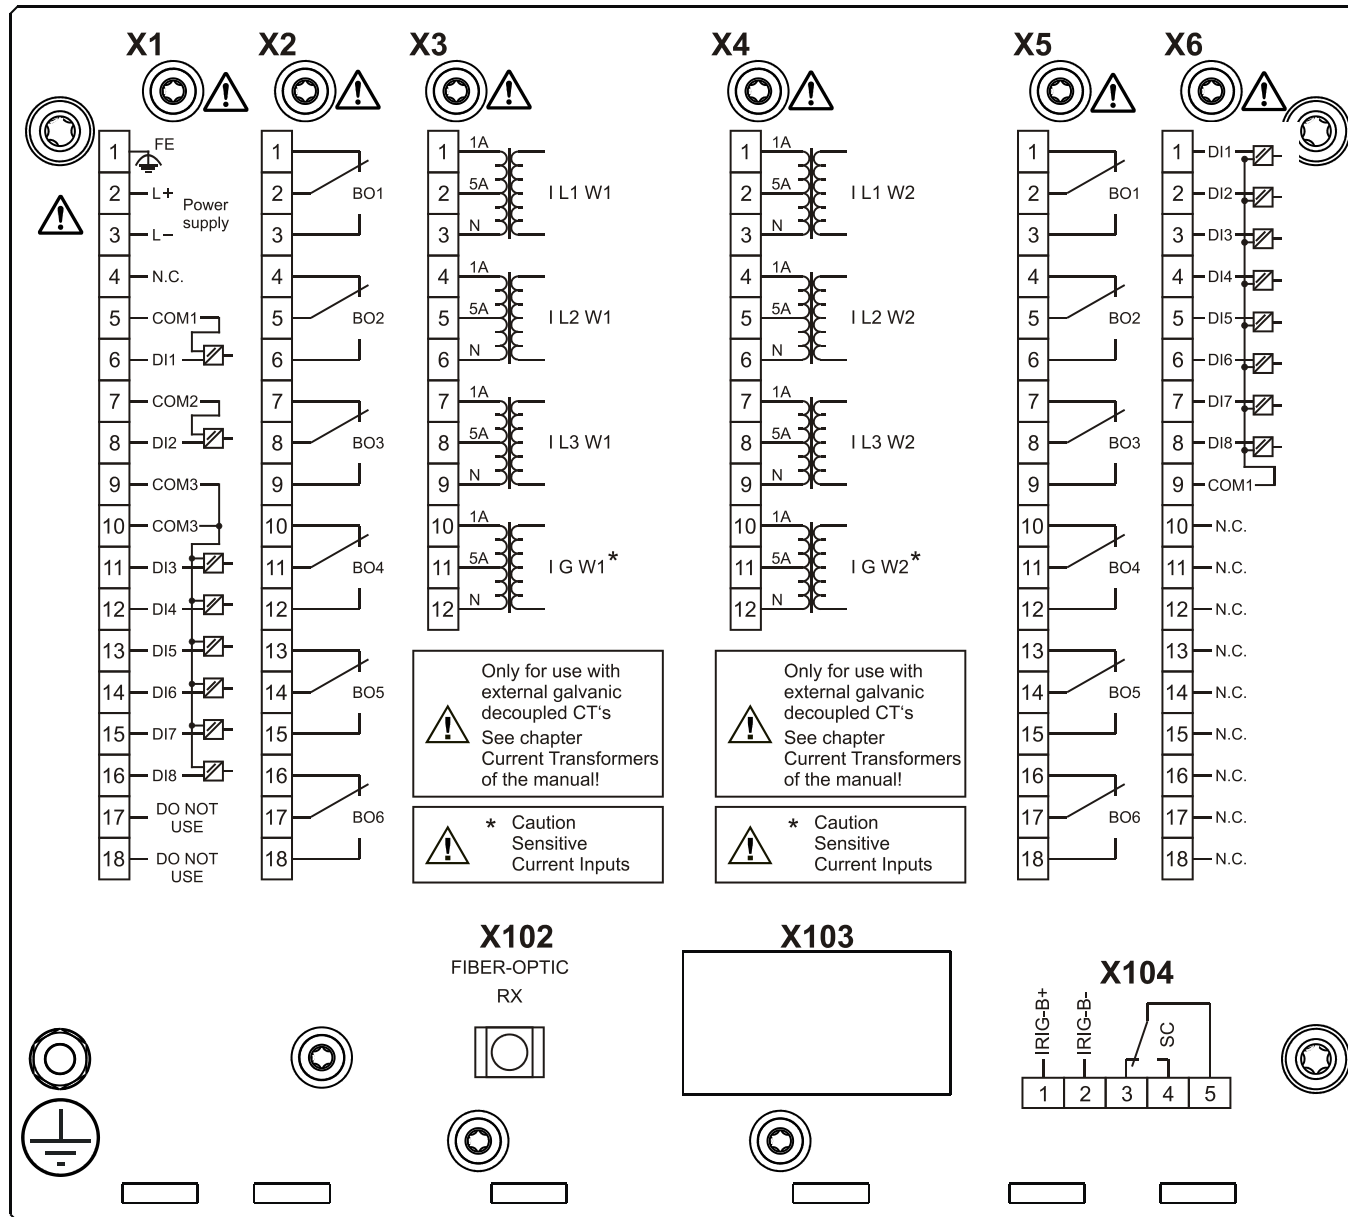 X1 X2 X3 X4 X5 X6
1 FE
2 L+ Power supply
3 L–
4 N.C.
5 COM1
6 DI1
7 COM2
8 DI2
9 COM3
10 COM3
11 DI3
12 DI4
13 DI5
14 DI6
15 DI7
16 DI8
17 DO NOT USE
18 DO NOT USE
1
2 BO1
3
4
5 BO2
6
7
8 BO3
9
10
11 BO4
12
13
14 BO5
15
16
17 BO6
18
1 1A
2 5A I L1 W1
3 N
4 1A
5 5A I L2 W1
6 N
7 1A
8 5A I L3 W1
9 N
10 1A
11 5A I G W1*
12 N
Only for use with
external galvanic
decoupled CT‘s
See chapter
Current Transformers
of the manual!
* Caution
Sensitive
Current Inputs
1 1A
2 5A I L1 W2
3 N
4 1A
5 5A I L2 W2
6 N
7 1A
8 5A I L3 W2
9 N
10 1A
11 5A I G W2*
12 N
Only for use with
external galvanic
decoupled CT‘s
See chapter
Current Transformers
of the manual!
* Caution
Sensitive
Current Inputs
1
2 BO1
3
4
5 BO2
6
7
8 BO3
9
10
11 BO4
12
13
14 BO5
15
16
17 BO6
18
1 DI1
2 DI2
3 DI3
4 DI4
5 DI5
6 DI6
7 DI7
8 DI8
9 COM1
10 N.C.
11 N.C.
12 N.C.
13 N.C.
14 N.C.
15 N.C.
16 N.C.
17 N.C.
18 N.C.
X102
FIBER-OPTIC
RX
X103
X104
IRIG-B+
IRIG-B-
SC
1 2 3 4 5